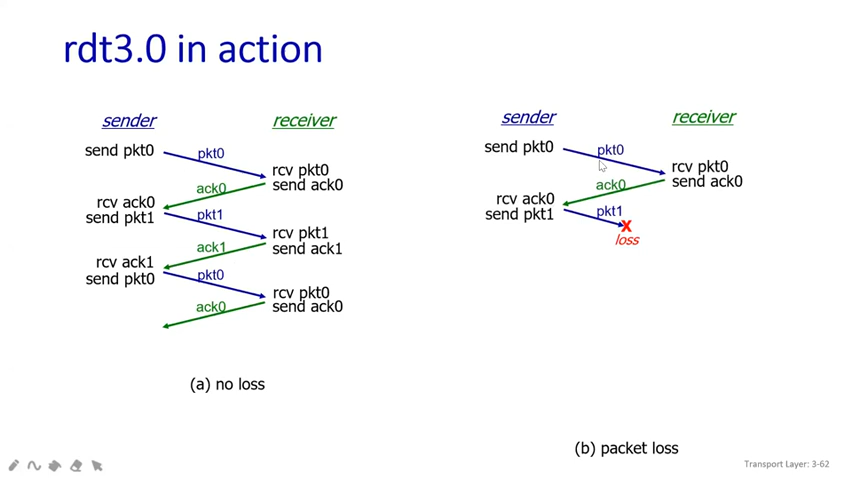 rdt3.0 in action
sender
receiver
send pkt0
pkt0
rcv pkt0
send ack0
ack0
rcv ack0
send pkt1
pkt1
rcv pkt1
send ack1
ack1
rcv ack1
send pkt0
pkt0
rcv pkt0
send ack0
ack0
(a) no loss
sender
receiver
send pkt0
pkt0
rcv pkt0
send ack0
ack0
rcv ack0
send pkt1
pkt1
X
loss
(b) packet loss
Transport Layer: 3-62